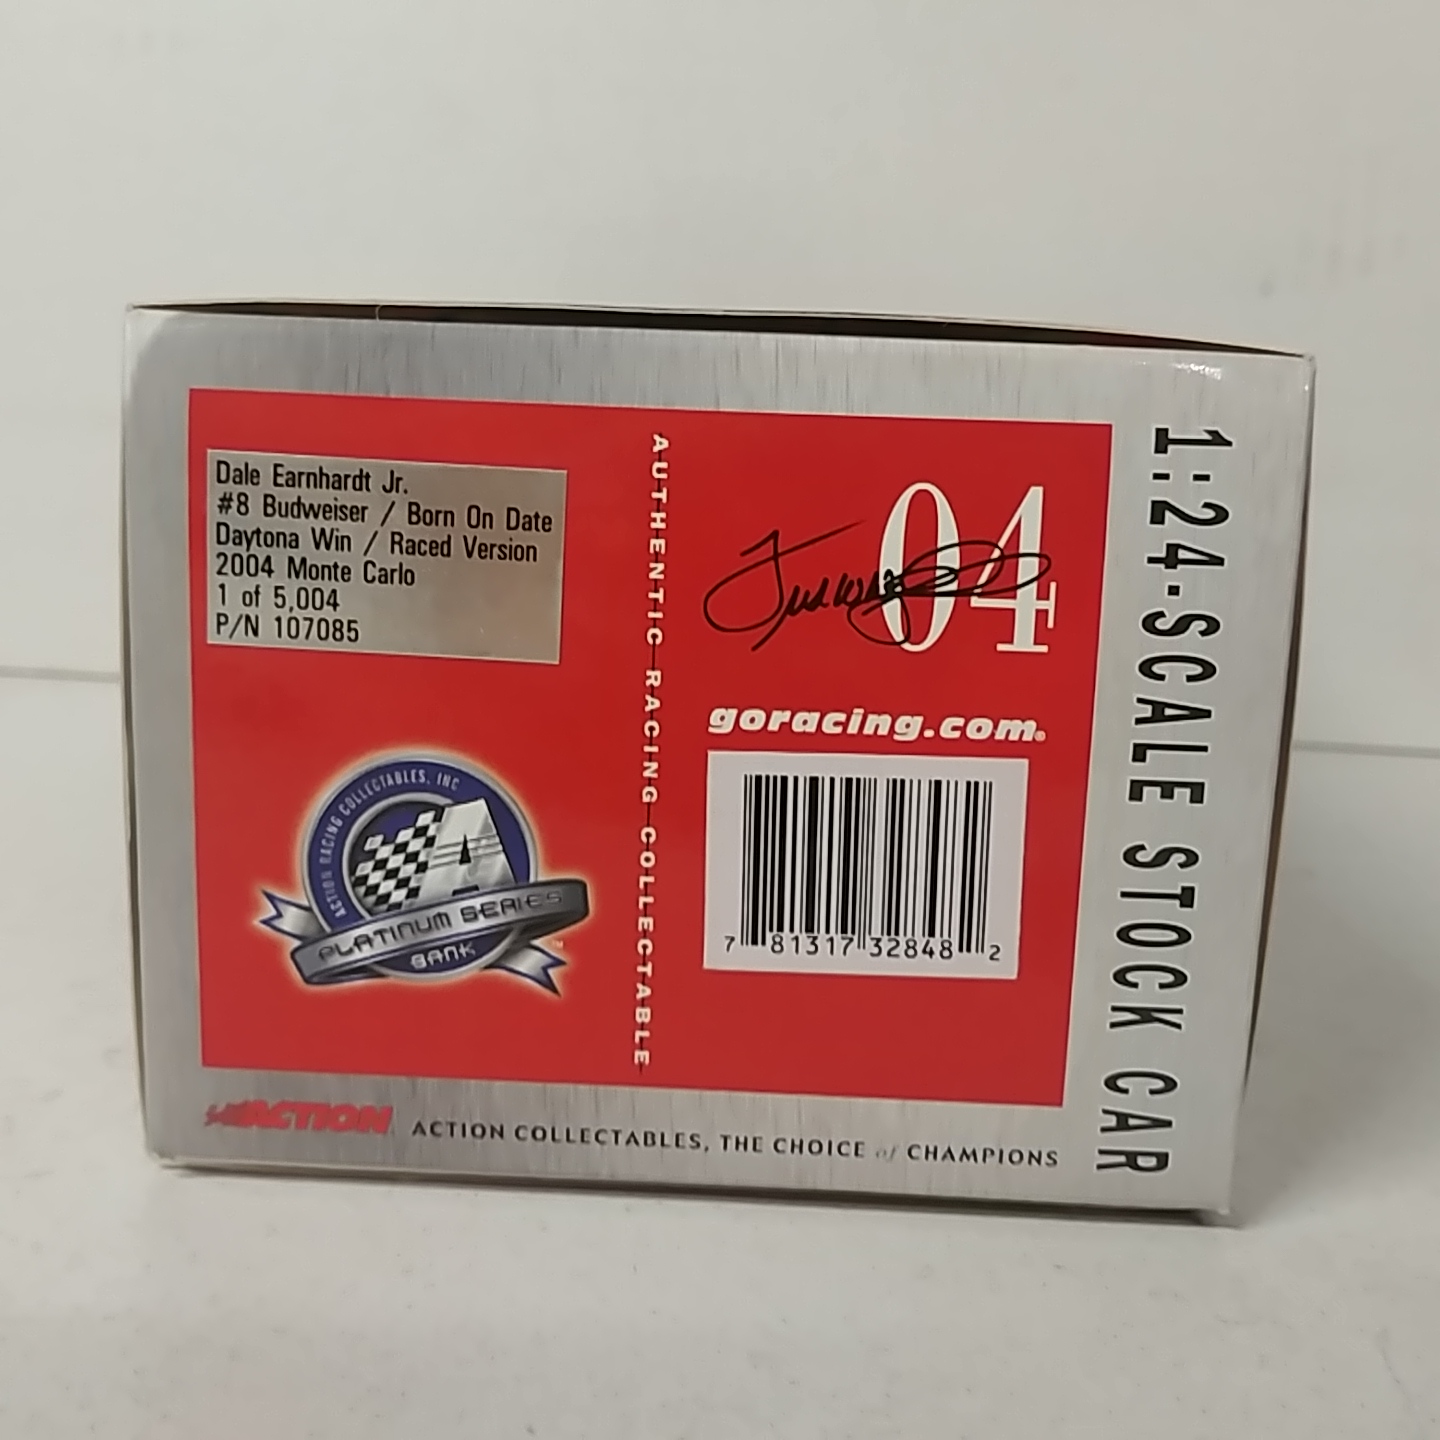 Dale Earnhardt Jr.
#8 Budweiser / Born On Date
Daytona Win / Raced Version
2004 Monte Carlo
1 of 5,004
P/N 107085
ACTION RACING COLLECTABLES, INC
A
PLATINUM SERIES
BANK
™
AUTHENTIC RACING COLLECTABLE
04
goracing.com®
7 81317 32848 2
1:24-SCALE STOCK CAR
ACTION
ACTION COLLECTABLES, THE CHOICE of CHAMPIONS